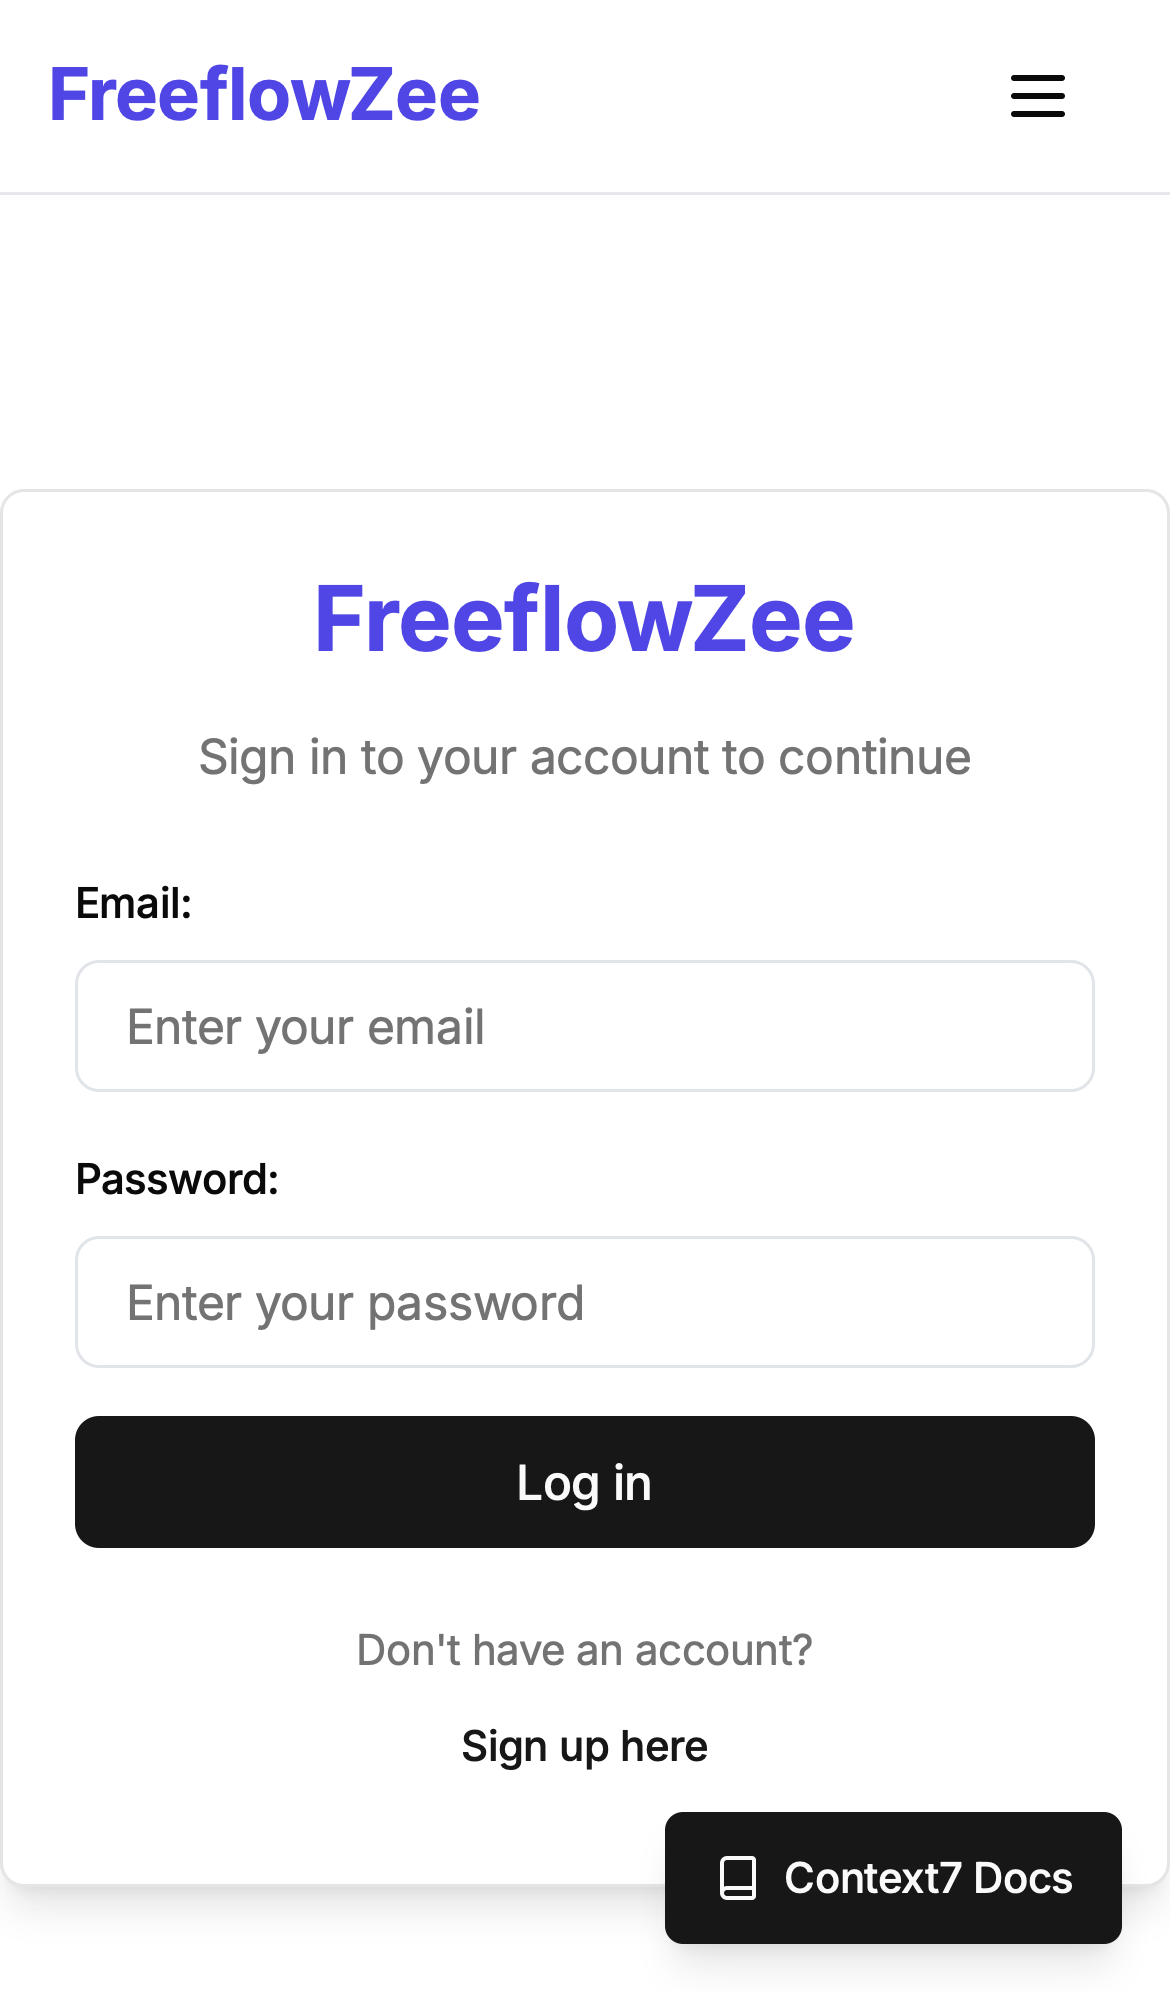 FreeflowZee
FreeflowZee
Sign in to your account to continue
Email:
Enter your email
Password:
Enter your password
Log in
Don't have an account?
Sign up here
Context7 Docs